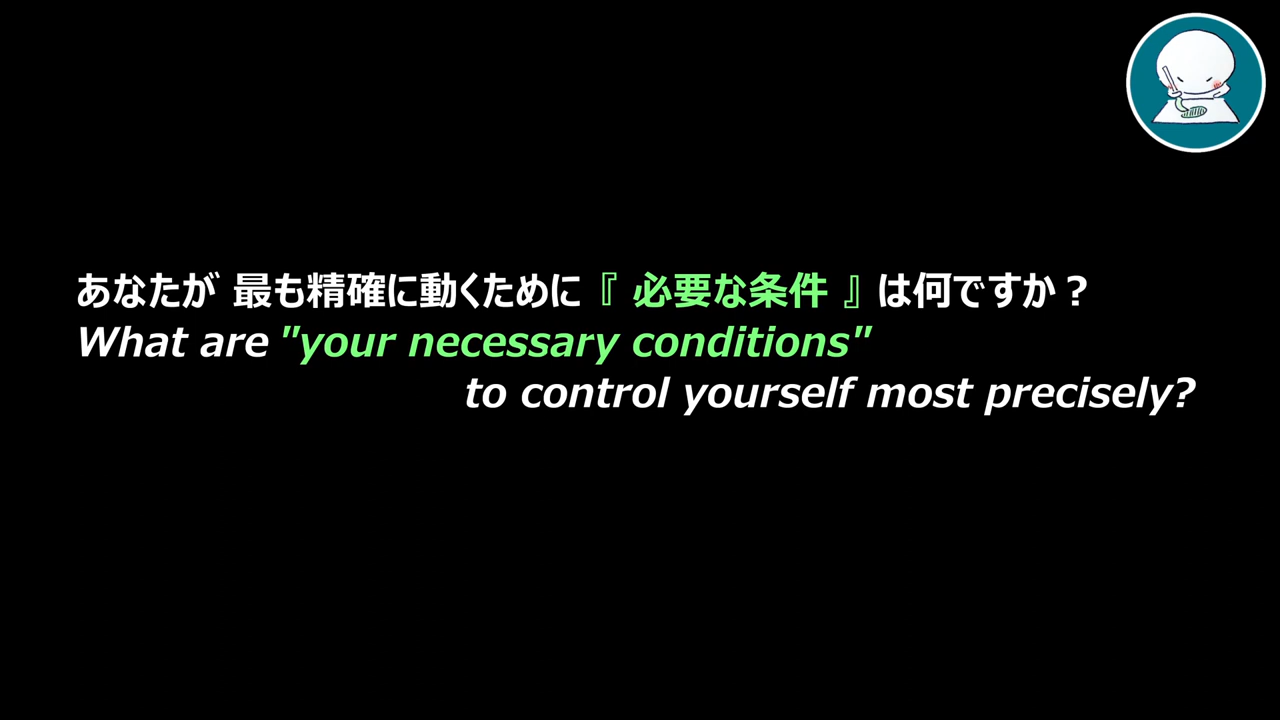 あなたが 最も精確に動くために『 必要な条件 』は何ですか？
What are "your necessary conditions"
to control yourself most precisely?